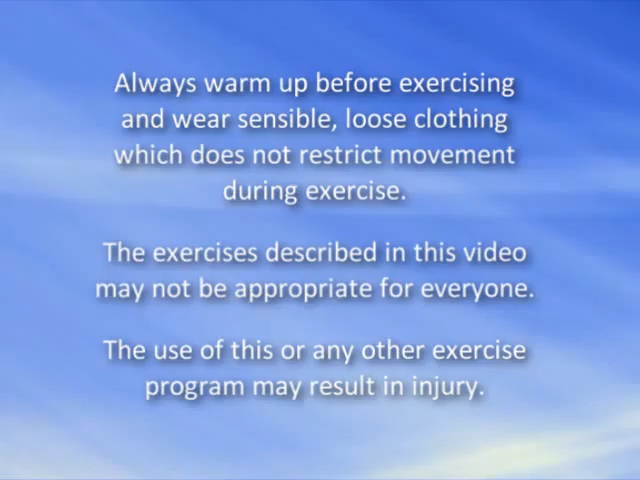 Always warm up before exercising
and wear sensible, loose clothing
which does not restrict movement
during exercise.
The exercises described in this video
may not be appropriate for everyone.
The use of this or any other exercise
program may result in injury.